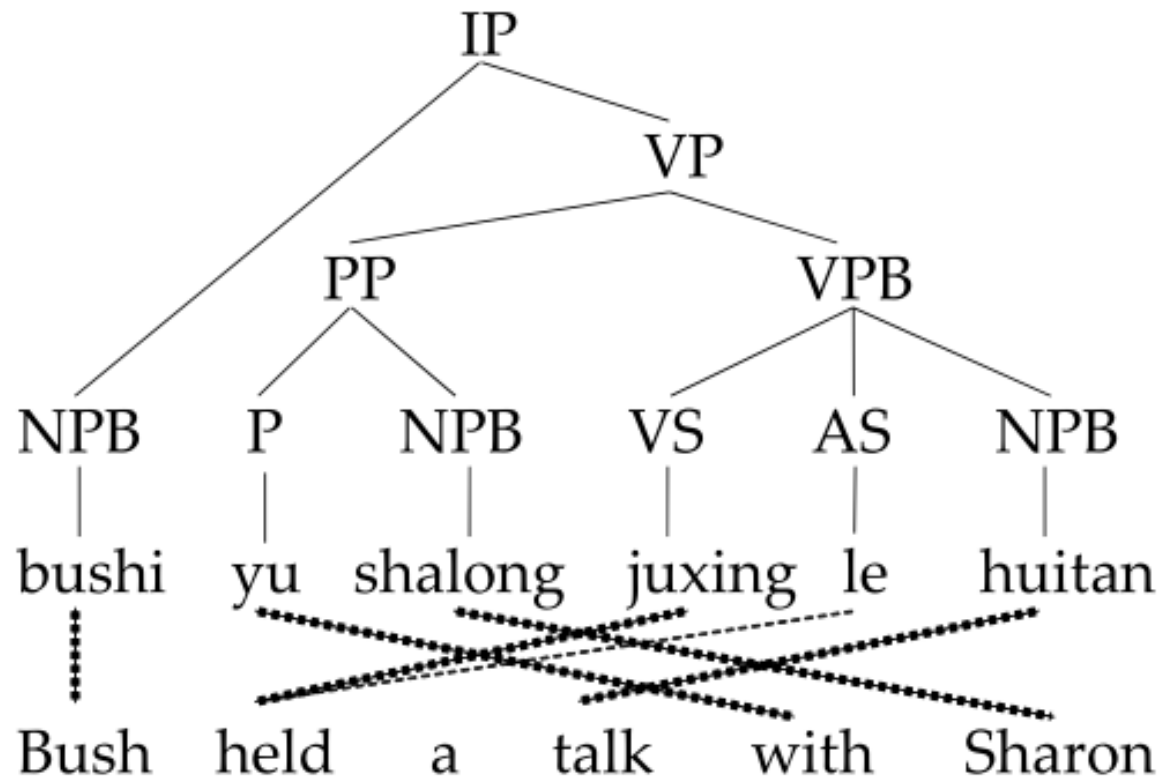 IP
VP
PP VPB
NPB P NPB VS AS NPB
bushi yu shalong juxing le huitan
Bush held a talk with Sharon